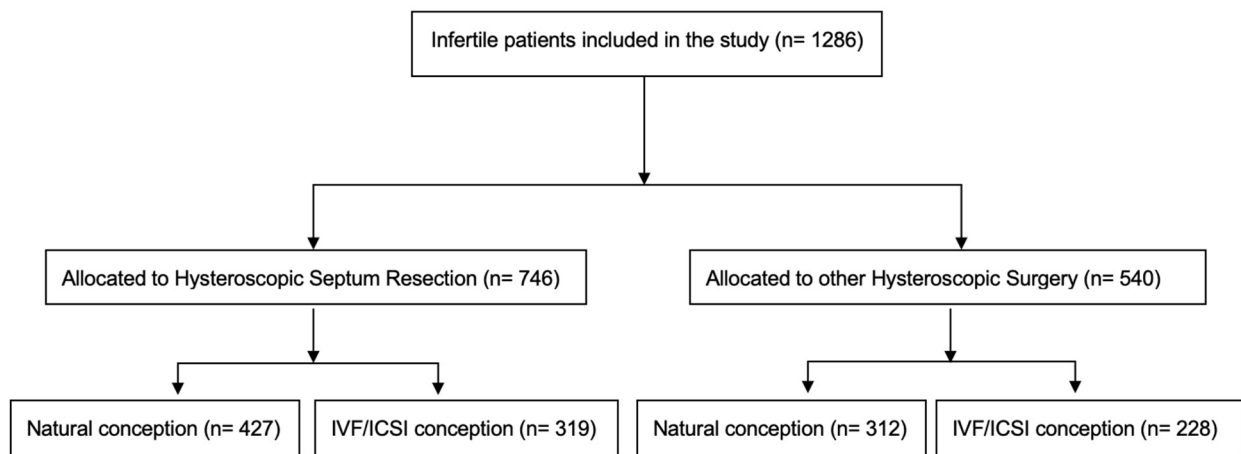 Infertile patients included in the study (n= 1286)
Allocated to Hysteroscopic Septum Resection (n= 746)
Allocated to other Hysteroscopic Surgery (n= 540)
Natural conception (n= 427)
IVF/ICSI conception (n= 319)
Natural conception (n= 312)
IVF/ICSI conception (n= 228)